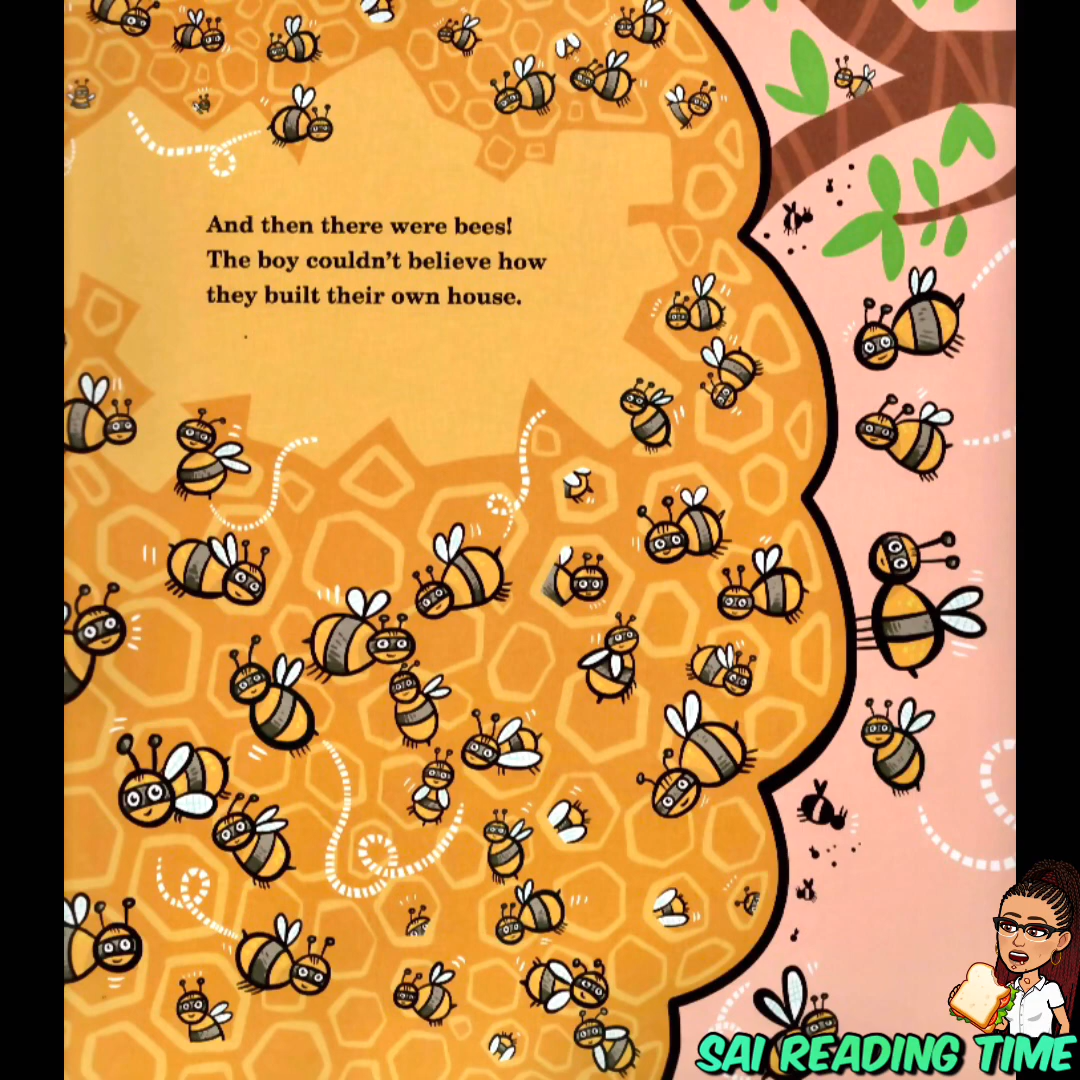 And then there were bees!
The boy couldn't believe how
they built their own house.
SAI READING TIME